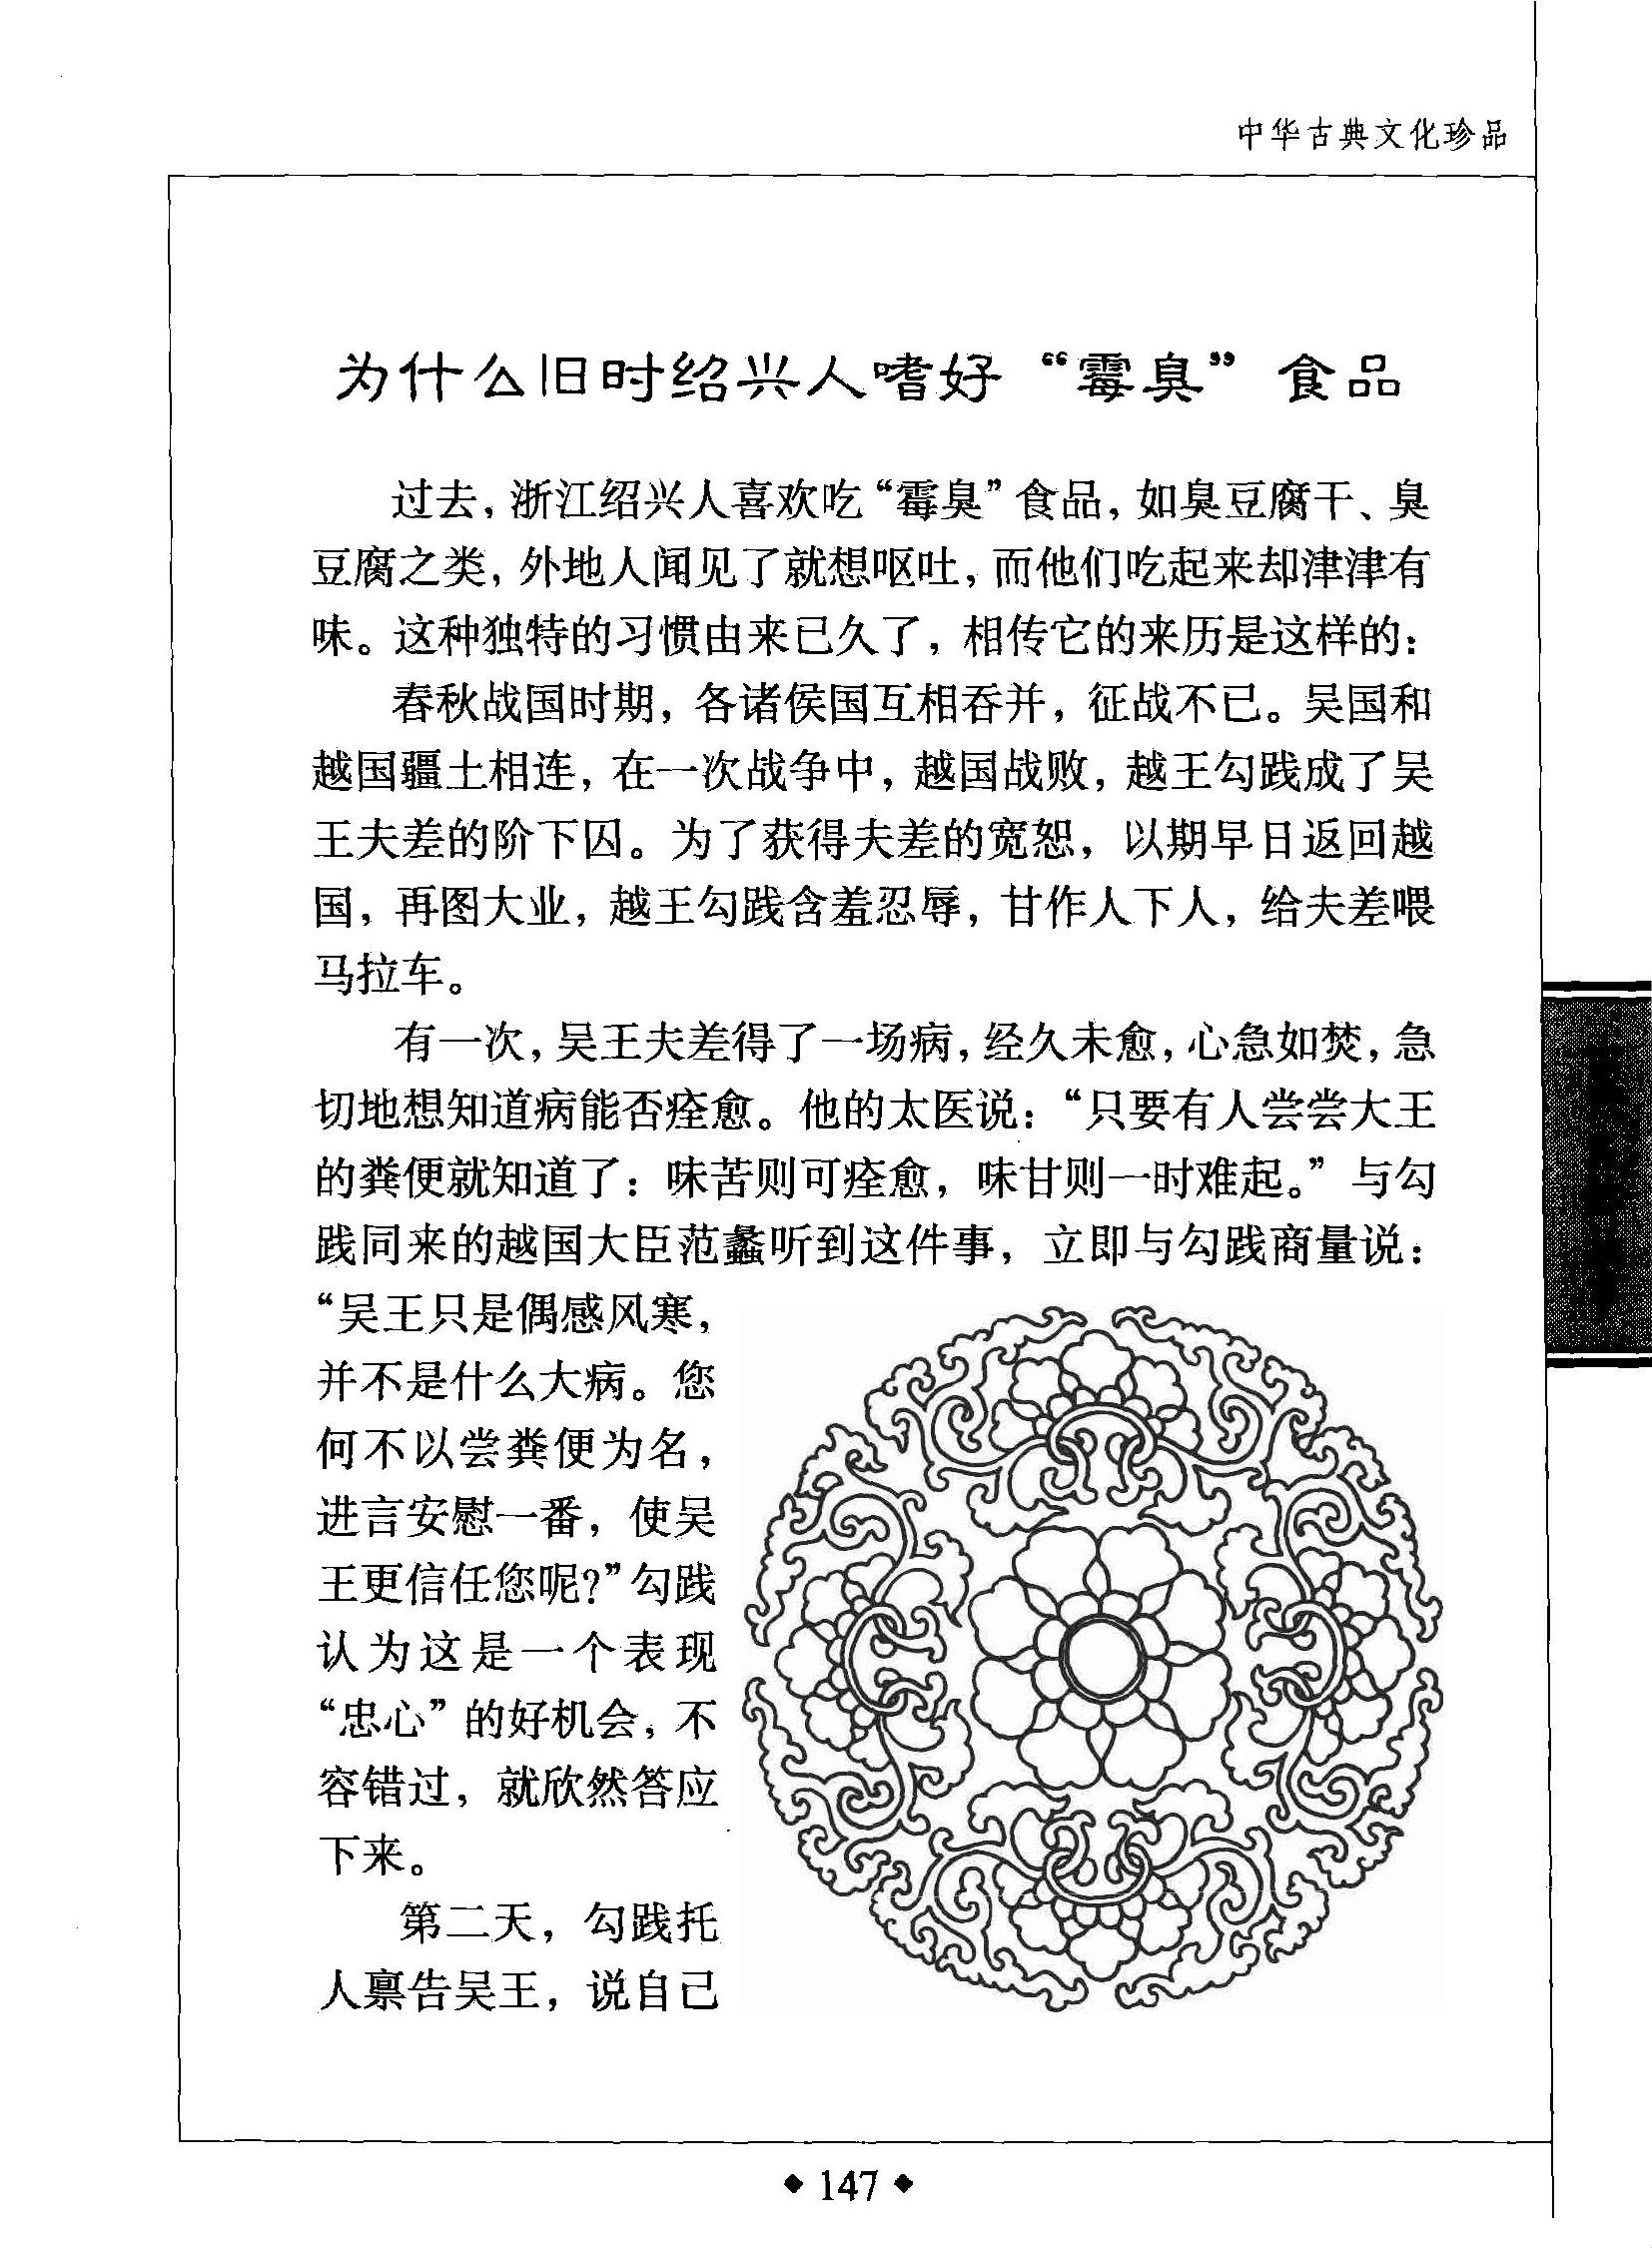 中华古典文化珍品
为什么旧时绍兴人嗜好“霉臭”食品
过去，浙江绍兴人喜欢吃“霉臭”食品，如臭豆腐干、臭
豆腐之类，外地人闻见了就想呕吐，而他们吃起来却津津有
味。这种独特的习惯由来已久了，相传它的来历是这样的：
春秋战国时期，各诸侯国互相吞并，征战不已。吴国和
越国疆土相连，在一次战争中，越国战败，越王勾践成了吴
王夫差的阶下囚。为了获得夫差的宽恕，以期早日返回越
国，再图大业，越王勾践含羞忍辱，甘作人下人，给夫差喂
马拉车。
有一次，吴王夫差得了一场病，经久未愈，心急如焚，急
切地想知道病能否痊愈。他的太医说：“只要有人尝尝大王
的粪便就知道了：味苦则可痊愈，味甘则一时难起。”与勾
践同来的越国大臣范蠡听到这件事，立即与勾践商量说：
“吴王只是偶感风寒，
并不是什么大病。您
何不以尝粪便为名，
进言安慰一番，使吴
王更信任您呢?”勾践
认为这是一个表现
“忠心”的好机会，不
容错过，就欣然答应
下来。
第二天，勾践托
人禀告吴王，说自己
◆147◆